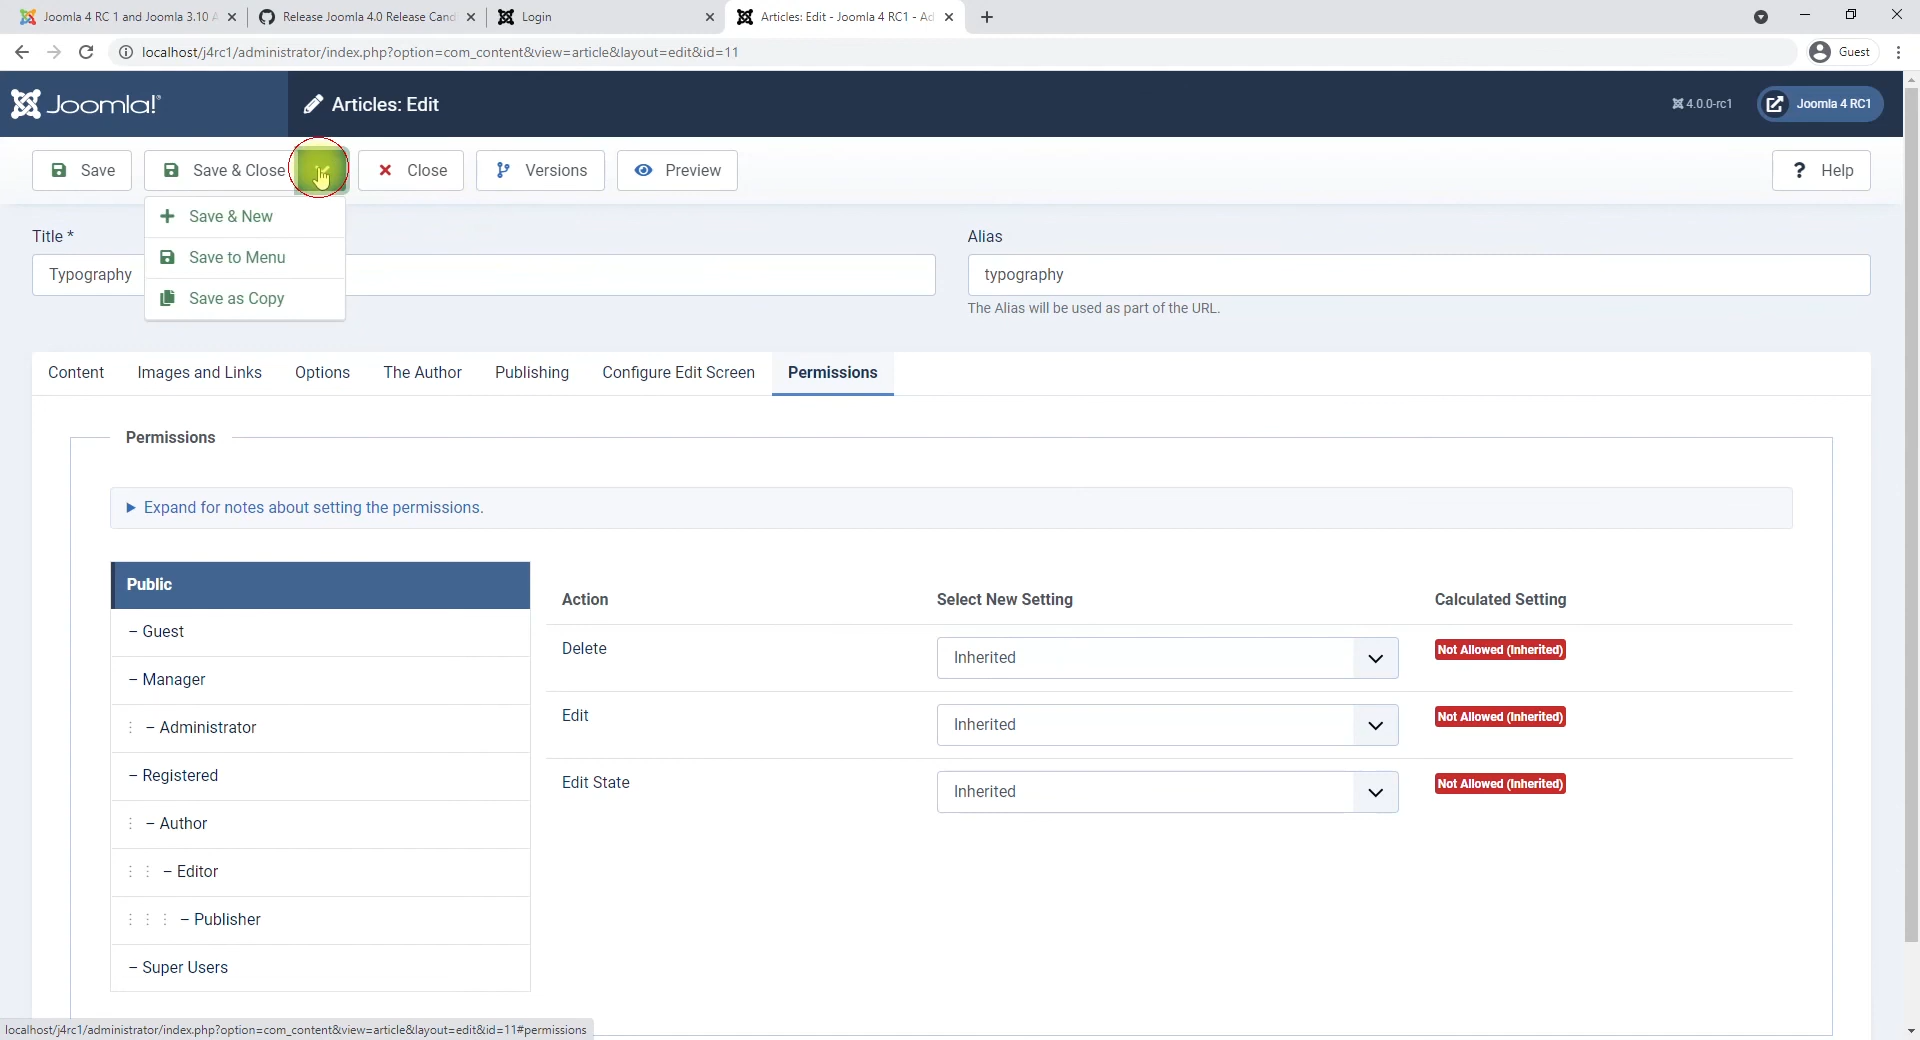 Joomla 4 RC 1 and Joomla 3.10 A
Release Joomla 4.0 Release Cand
Login
Articles: Edit - Joomla 4 RC1 - Ad
localhost/j4rc1/administrator/index.php?option=com_content&view=article&layout=edit&id=11
Guest
Joomla!®
Articles: Edit
4.0.0-rc1
Joomla 4 RC1
Save
Save & Close
Close
Versions
Preview
? Help
Save & New
Save to Menu
Save as Copy
Title *
Typography
Alias
typography
The Alias will be used as part of the URL.
Content
Images and Links
Options
The Author
Publishing
Configure Edit Screen
Permissions
Permissions
Expand for notes about setting the permissions.
Public
– Guest
– Manager
– Administrator
– Registered
– Author
– Editor
– Publisher
– Super Users
Action
Select New Setting
Calculated Setting
Delete
Inherited
Not Allowed (Inherited)
Edit
Inherited
Not Allowed (Inherited)
Edit State
Inherited
Not Allowed (Inherited)
localhost/j4rc1/administrator/index.php?option=com_content&view=article&layout=edit&id=11#permissions